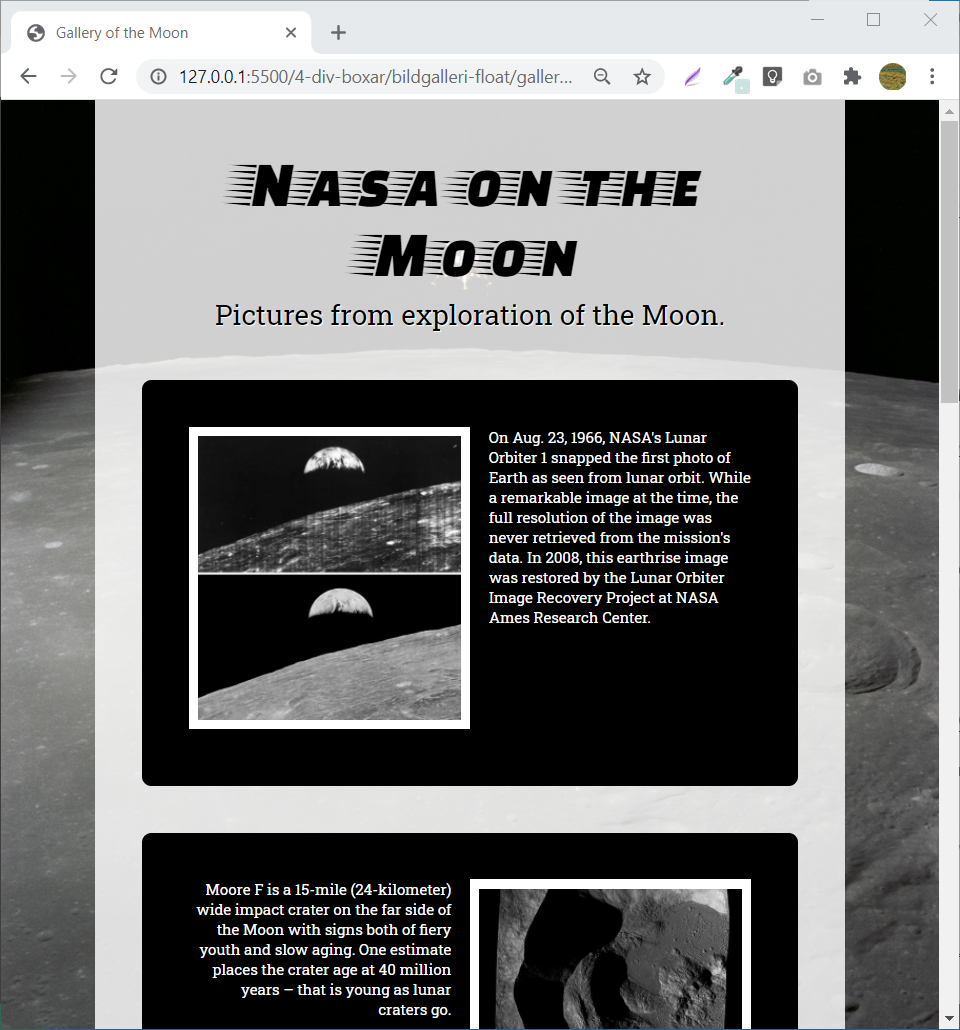 Gallery of the Moon
127.0.0.1:5500/4-div-boxar/bildgalleri-float/galler...
Nasa on the
Moon
Pictures from exploration of the Moon.
On Aug. 23, 1966, NASA's Lunar
Orbiter 1 snapped the first photo of
Earth as seen from lunar orbit. While
a remarkable image at the time, the
full resolution of the image was
never retrieved from the mission's
data. In 2008, this earthrise image
was restored by the Lunar Orbiter
Image Recovery Project at NASA
Ames Research Center.
Moore F is a 15-mile (24-kilometer)
wide impact crater on the far side of
the Moon with signs both of fiery
youth and slow aging. One estimate
places the crater age at 40 million
years – that is young as lunar
craters go.